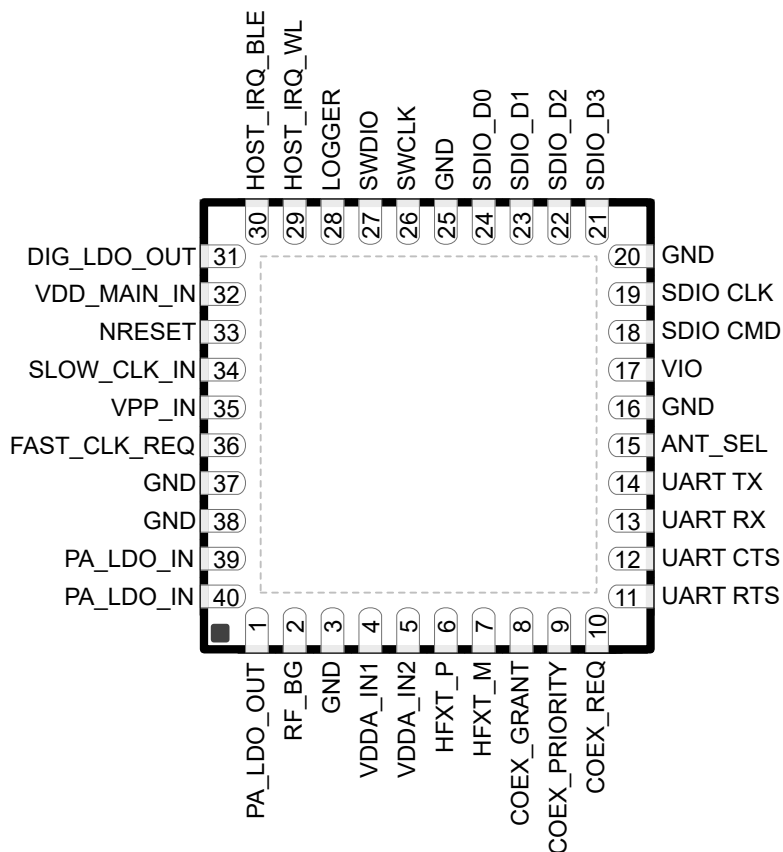 HOST_IRQ_BLE
HOST_IRQ_WL
LOGGER
SWDIO
SWCLK
GND
SDIO_D0
SDIO_D1
SDIO_D2
SDIO_D3
30
29
28
27
26
25
24
23
22
21
DIG_LDO_OUT 31
VDD_MAIN_IN 32
NRESET 33
SLOW_CLK_IN 34
VPP_IN 35
FAST_CLK_REQ 36
GND 37
GND 38
PA_LDO_IN 39
PA_LDO_IN 40
20 GND
19 SDIO CLK
18 SDIO CMD
17 VIO
16 GND
15 ANT_SEL
14 UART TX
13 UART RX
12 UART CTS
11 UART RTS
1
2
3
4
5
6
7
8
9
10
PA_LDO_OUT
RF_BG
GND
VDDA_IN1
VDDA_IN2
HFXT_P
HFXT_M
COEX_GRANT
COEX_PRIORITY
COEX_REQ